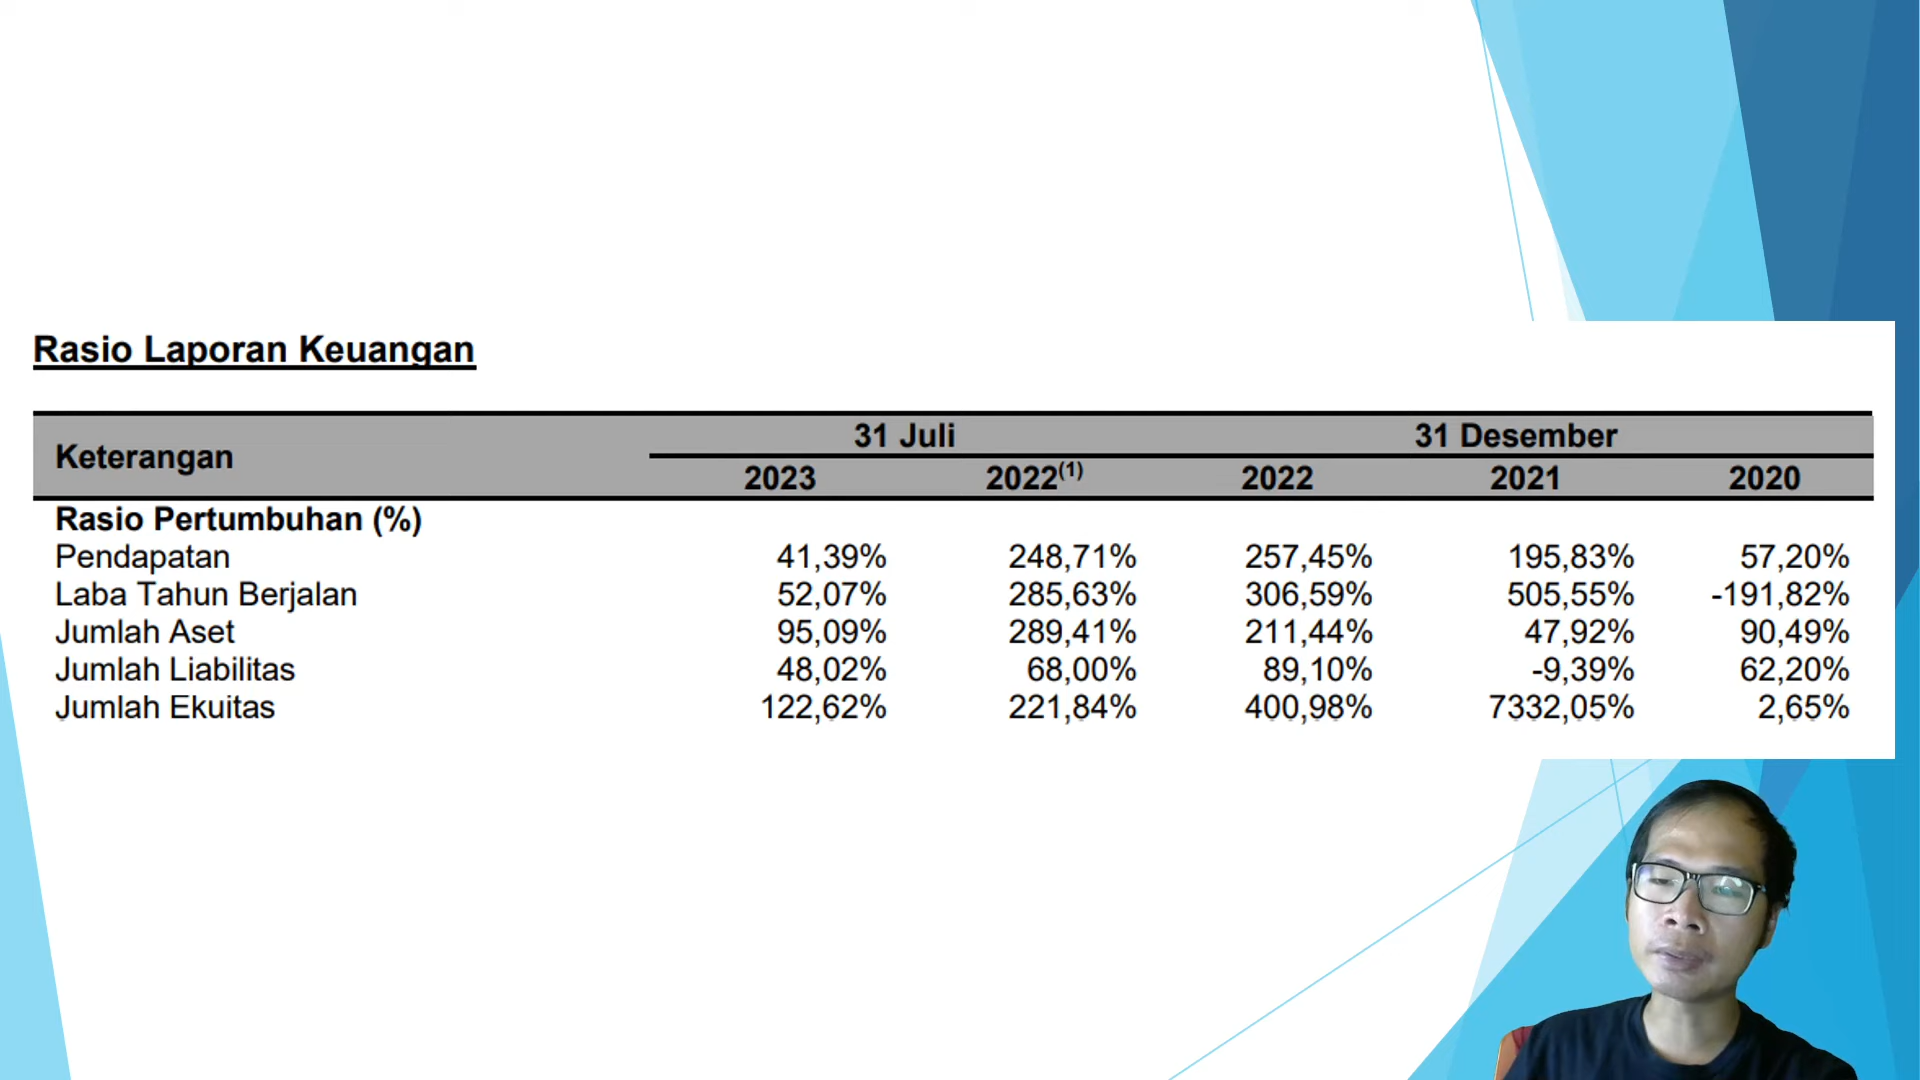 Rasio Laporan Keuangan
Keterangan 31 Juli 31 Desember
2023 2022(1) 2022 2021 2020
Rasio Pertumbuhan (%)
Pendapatan 41,39% 248,71% 257,45% 195,83% 57,20%
Laba Tahun Berjalan 52,07% 285,63% 306,59% 505,55% -191,82%
Jumlah Aset 95,09% 289,41% 211,44% 47,92% 90,49%
Jumlah Liabilitas 48,02% 68,00% 89,10% -9,39% 62,20%
Jumlah Ekuitas 122,62% 221,84% 400,98% 7332,05% 2,65%